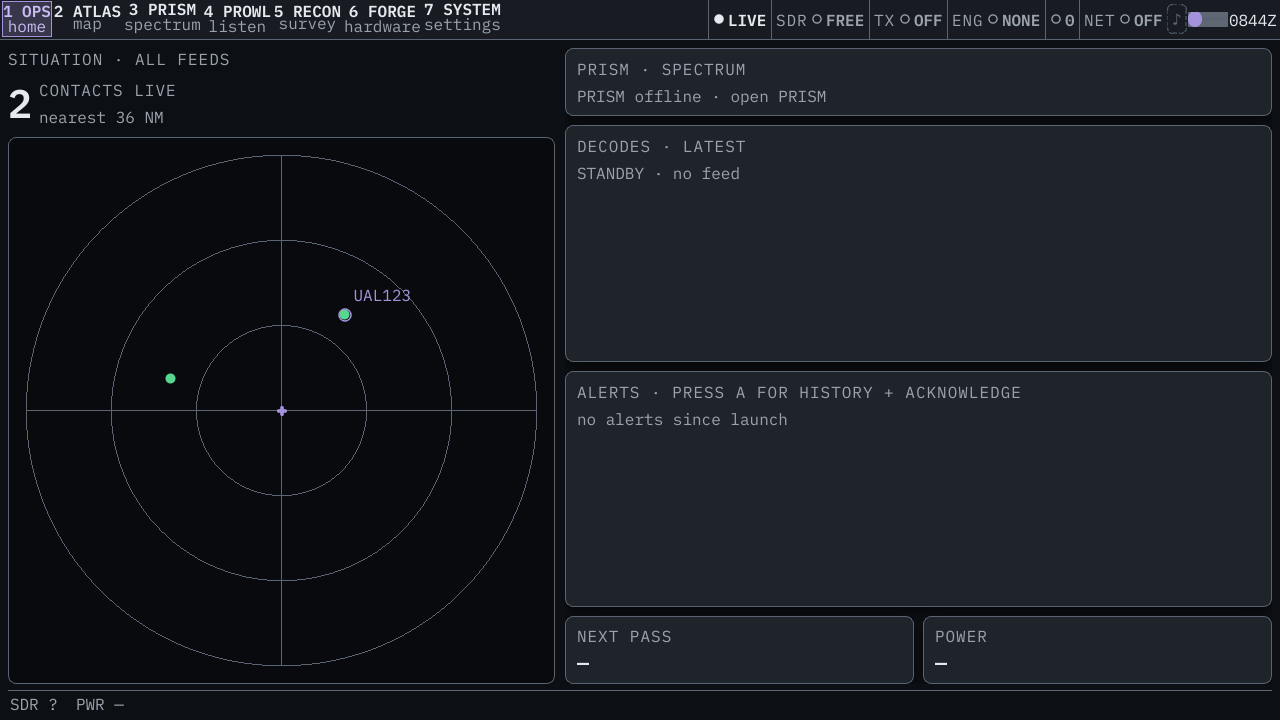 1 OPS 2 ATLAS 3 PRISM 4 PROWL 5 RECON 6 FORGE 7 SYSTEM
home map spectrum listen survey hardware settings
● LIVE SDR ○ FREE TX ○ OFF ENG ○ NONE ○ 0 NET ○ OFF ♪ 0844Z
SITUATION · ALL FEEDS
2 CONTACTS LIVE
nearest 36 NM
UAL123
PRISM · SPECTRUM
PRISM offline · open PRISM
DECODES · LATEST
STANDBY · no feed
ALERTS · PRESS A FOR HISTORY + ACKNOWLEDGE
no alerts since launch
NEXT PASS
—
POWER
—
SDR ? PWR —